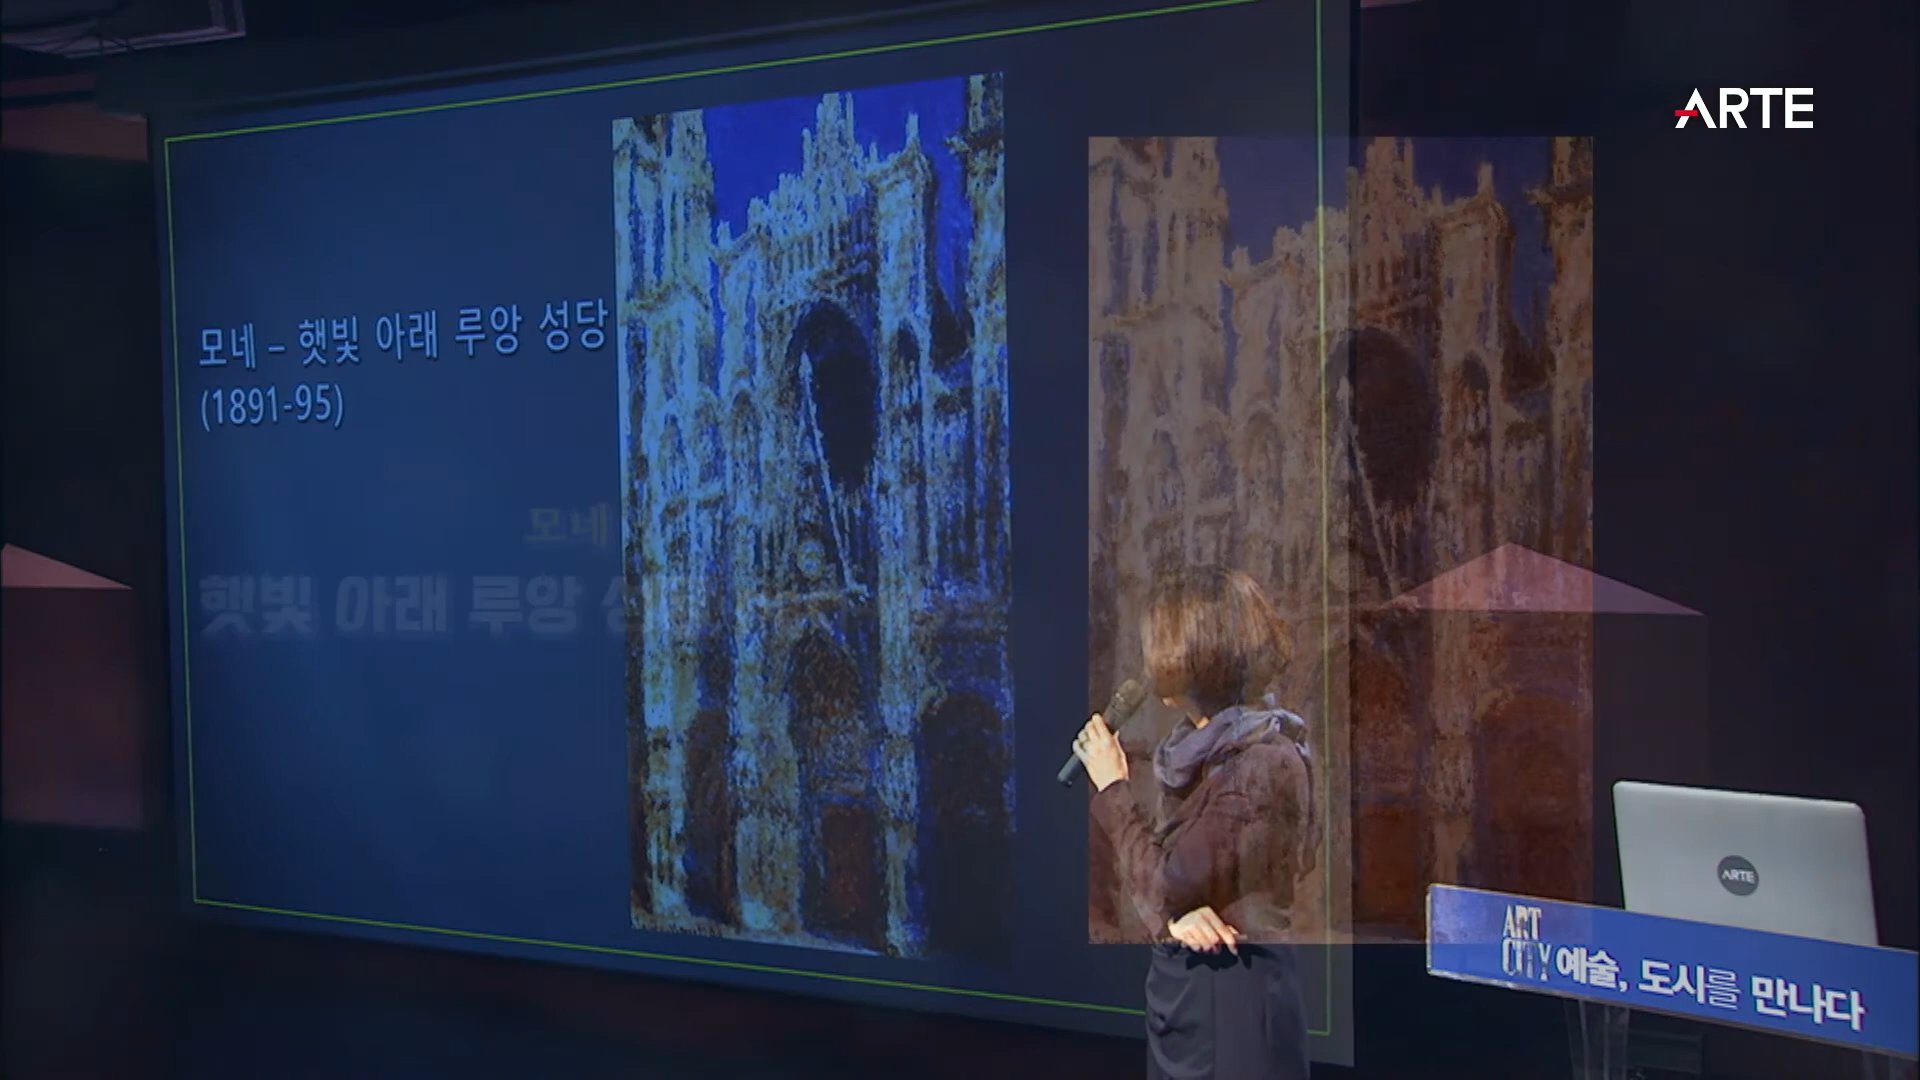 ARTE
모네 – 햇빛 아래 루앙 성당
(1891-95)
모네
햇빛 아래 루앙 성당
ARTE
ART
CITY 예술, 도시를 만나다